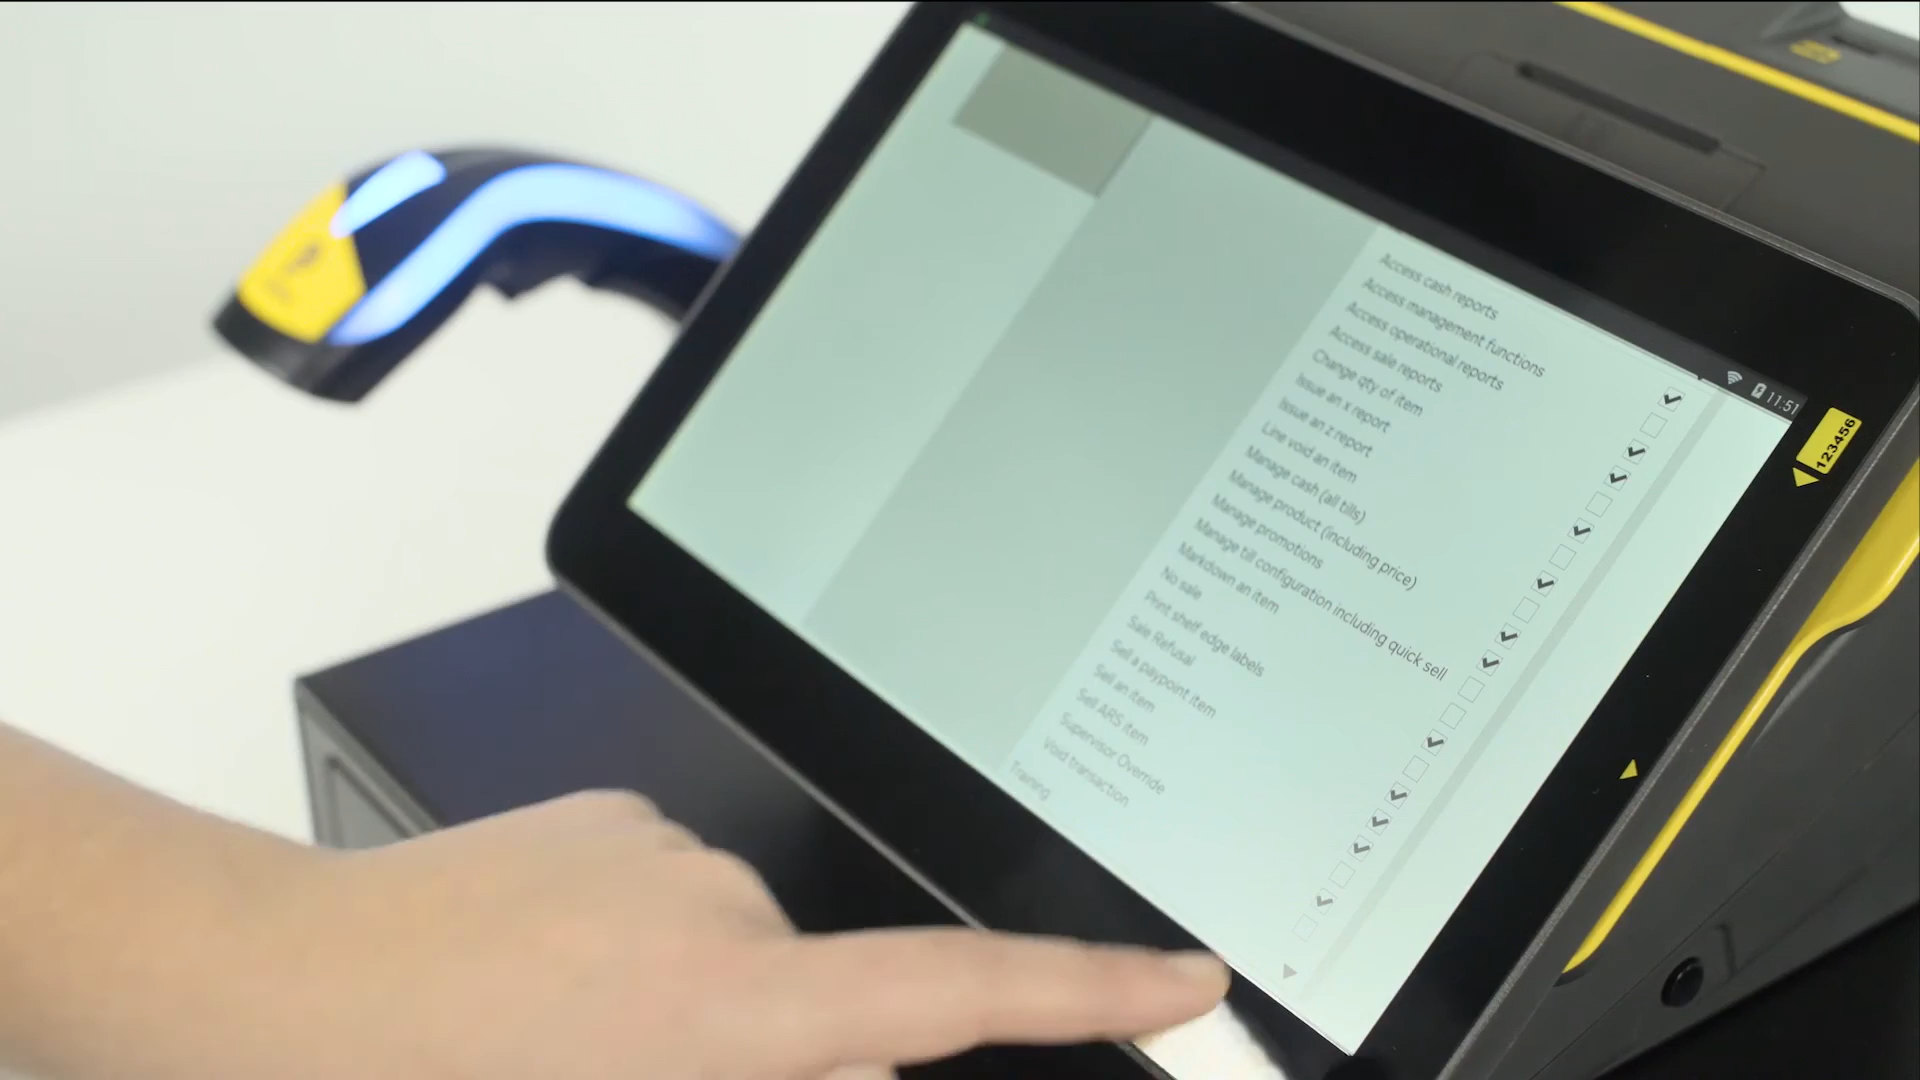 11:51
123456
Access cash reports
Access management functions
Access operational reports
Access sale reports
Change qty of item
Issue an x report
Issue an z report
Line void an item
Manage cash (all tills)
Manage product (including price)
Manage promotions
Manage till configuration including quick sell
Markdown an item
No sale
Print shelf edge labels
Sale Refusal
Sell a paypoint item
Sell an item
Sell ARS item
Supervisor Override
Void transaction
Training